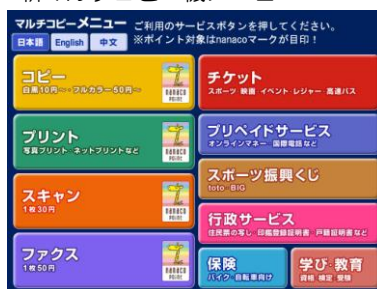 マルチコピーメニュー
ご利用のサービスボタンを押してください。
日本語 English 中文
※ポイント対象はnanacoマークが目印！
コピー
白黒10円～・フルカラー50円～
nanaco
POINT
チケット
スポーツ・映画・イベント・レジャー・高速バス
プリント
写真プリント・ネットプリントなど
nanaco
POINT
プリペイドサービス
オンラインマネー・国際電話など
スキャン
1枚30円
nanaco
POINT
スポーツ振興くじ
toto・BIG
行政サービス
住民票の写し・印鑑登録証明書、戸籍証明書など
ファクス
1枚50円
nanaco
POINT
保険
バイク・自転車向け
学び・教育
資格・検定・受験